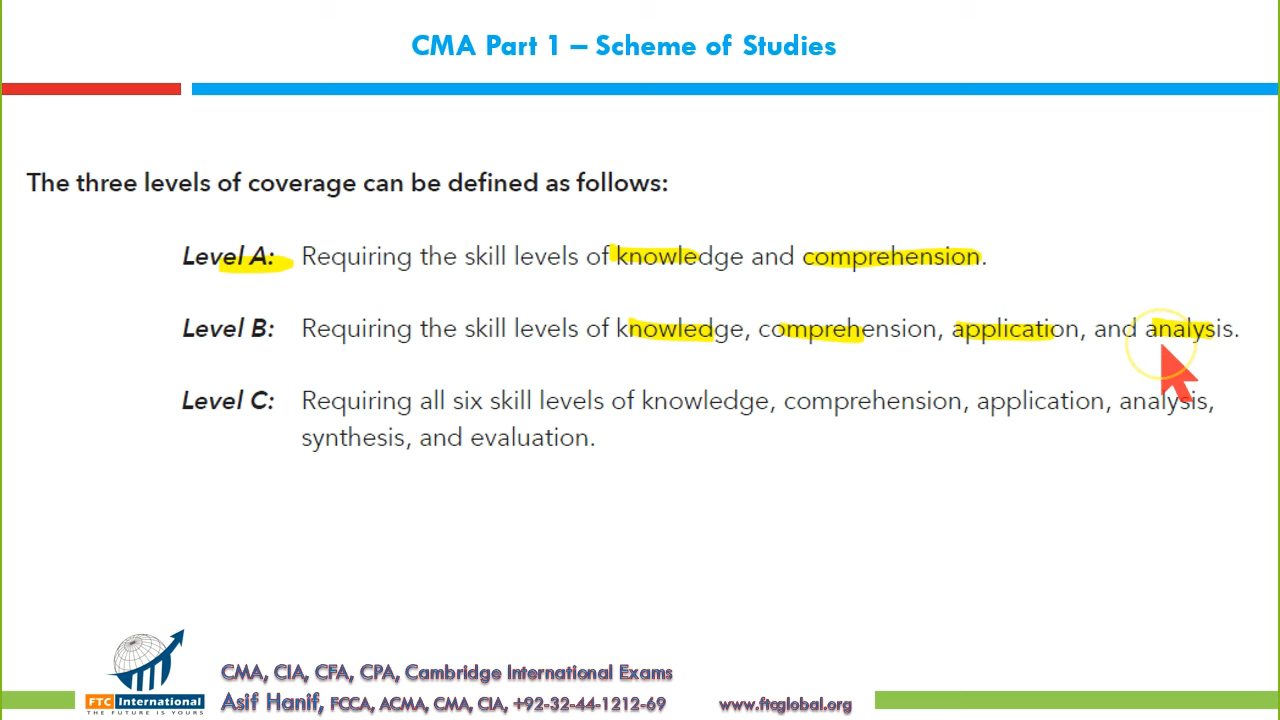 CMA Part 1 – Scheme of Studies
The three levels of coverage can be defined as follows:
Level A: Requiring the skill levels of knowledge and comprehension.
Level B: Requiring the skill levels of knowledge, comprehension, application, and analysis.
Level C: Requiring all six skill levels of knowledge, comprehension, application, analysis,
synthesis, and evaluation.
FTC International
THE FUTURE IS YOURS
CMA, CIA, CFA, CPA, Cambridge International Exams
Asif Hanif, FCCA, ACMA, CMA, CIA, +92-32-44-1212-69 www.ftcglobal.org